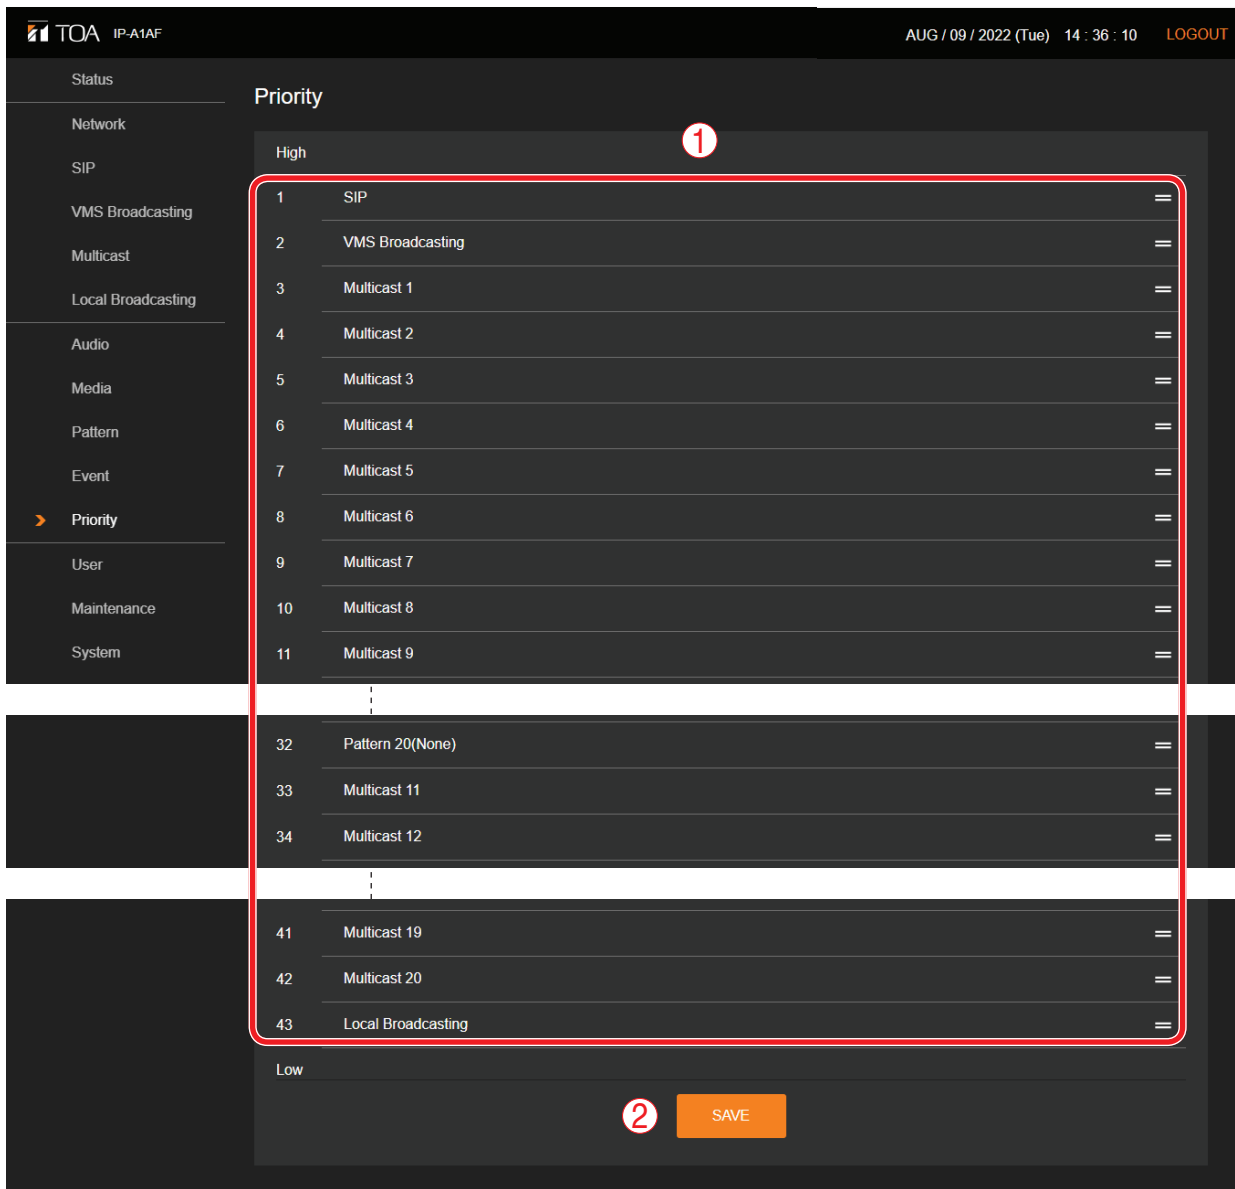 TOA IP-A1AF AUG / 09 / 2022 (Tue) 14 : 36 : 10 LOGOUT
Status
Network
SIP
VMS Broadcasting
Multicast
Local Broadcasting
Audio
Media
Pattern
Event
Priority
User
Maintenance
System
Priority
1
High
1 SIP
2 VMS Broadcasting
3 Multicast 1
4 Multicast 2
5 Multicast 3
6 Multicast 4
7 Multicast 5
8 Multicast 6
9 Multicast 7
10 Multicast 8
11 Multicast 9
32 Pattern 20(None)
33 Multicast 11
34 Multicast 12
41 Multicast 19
42 Multicast 20
43 Local Broadcasting
Low
2 SAVE